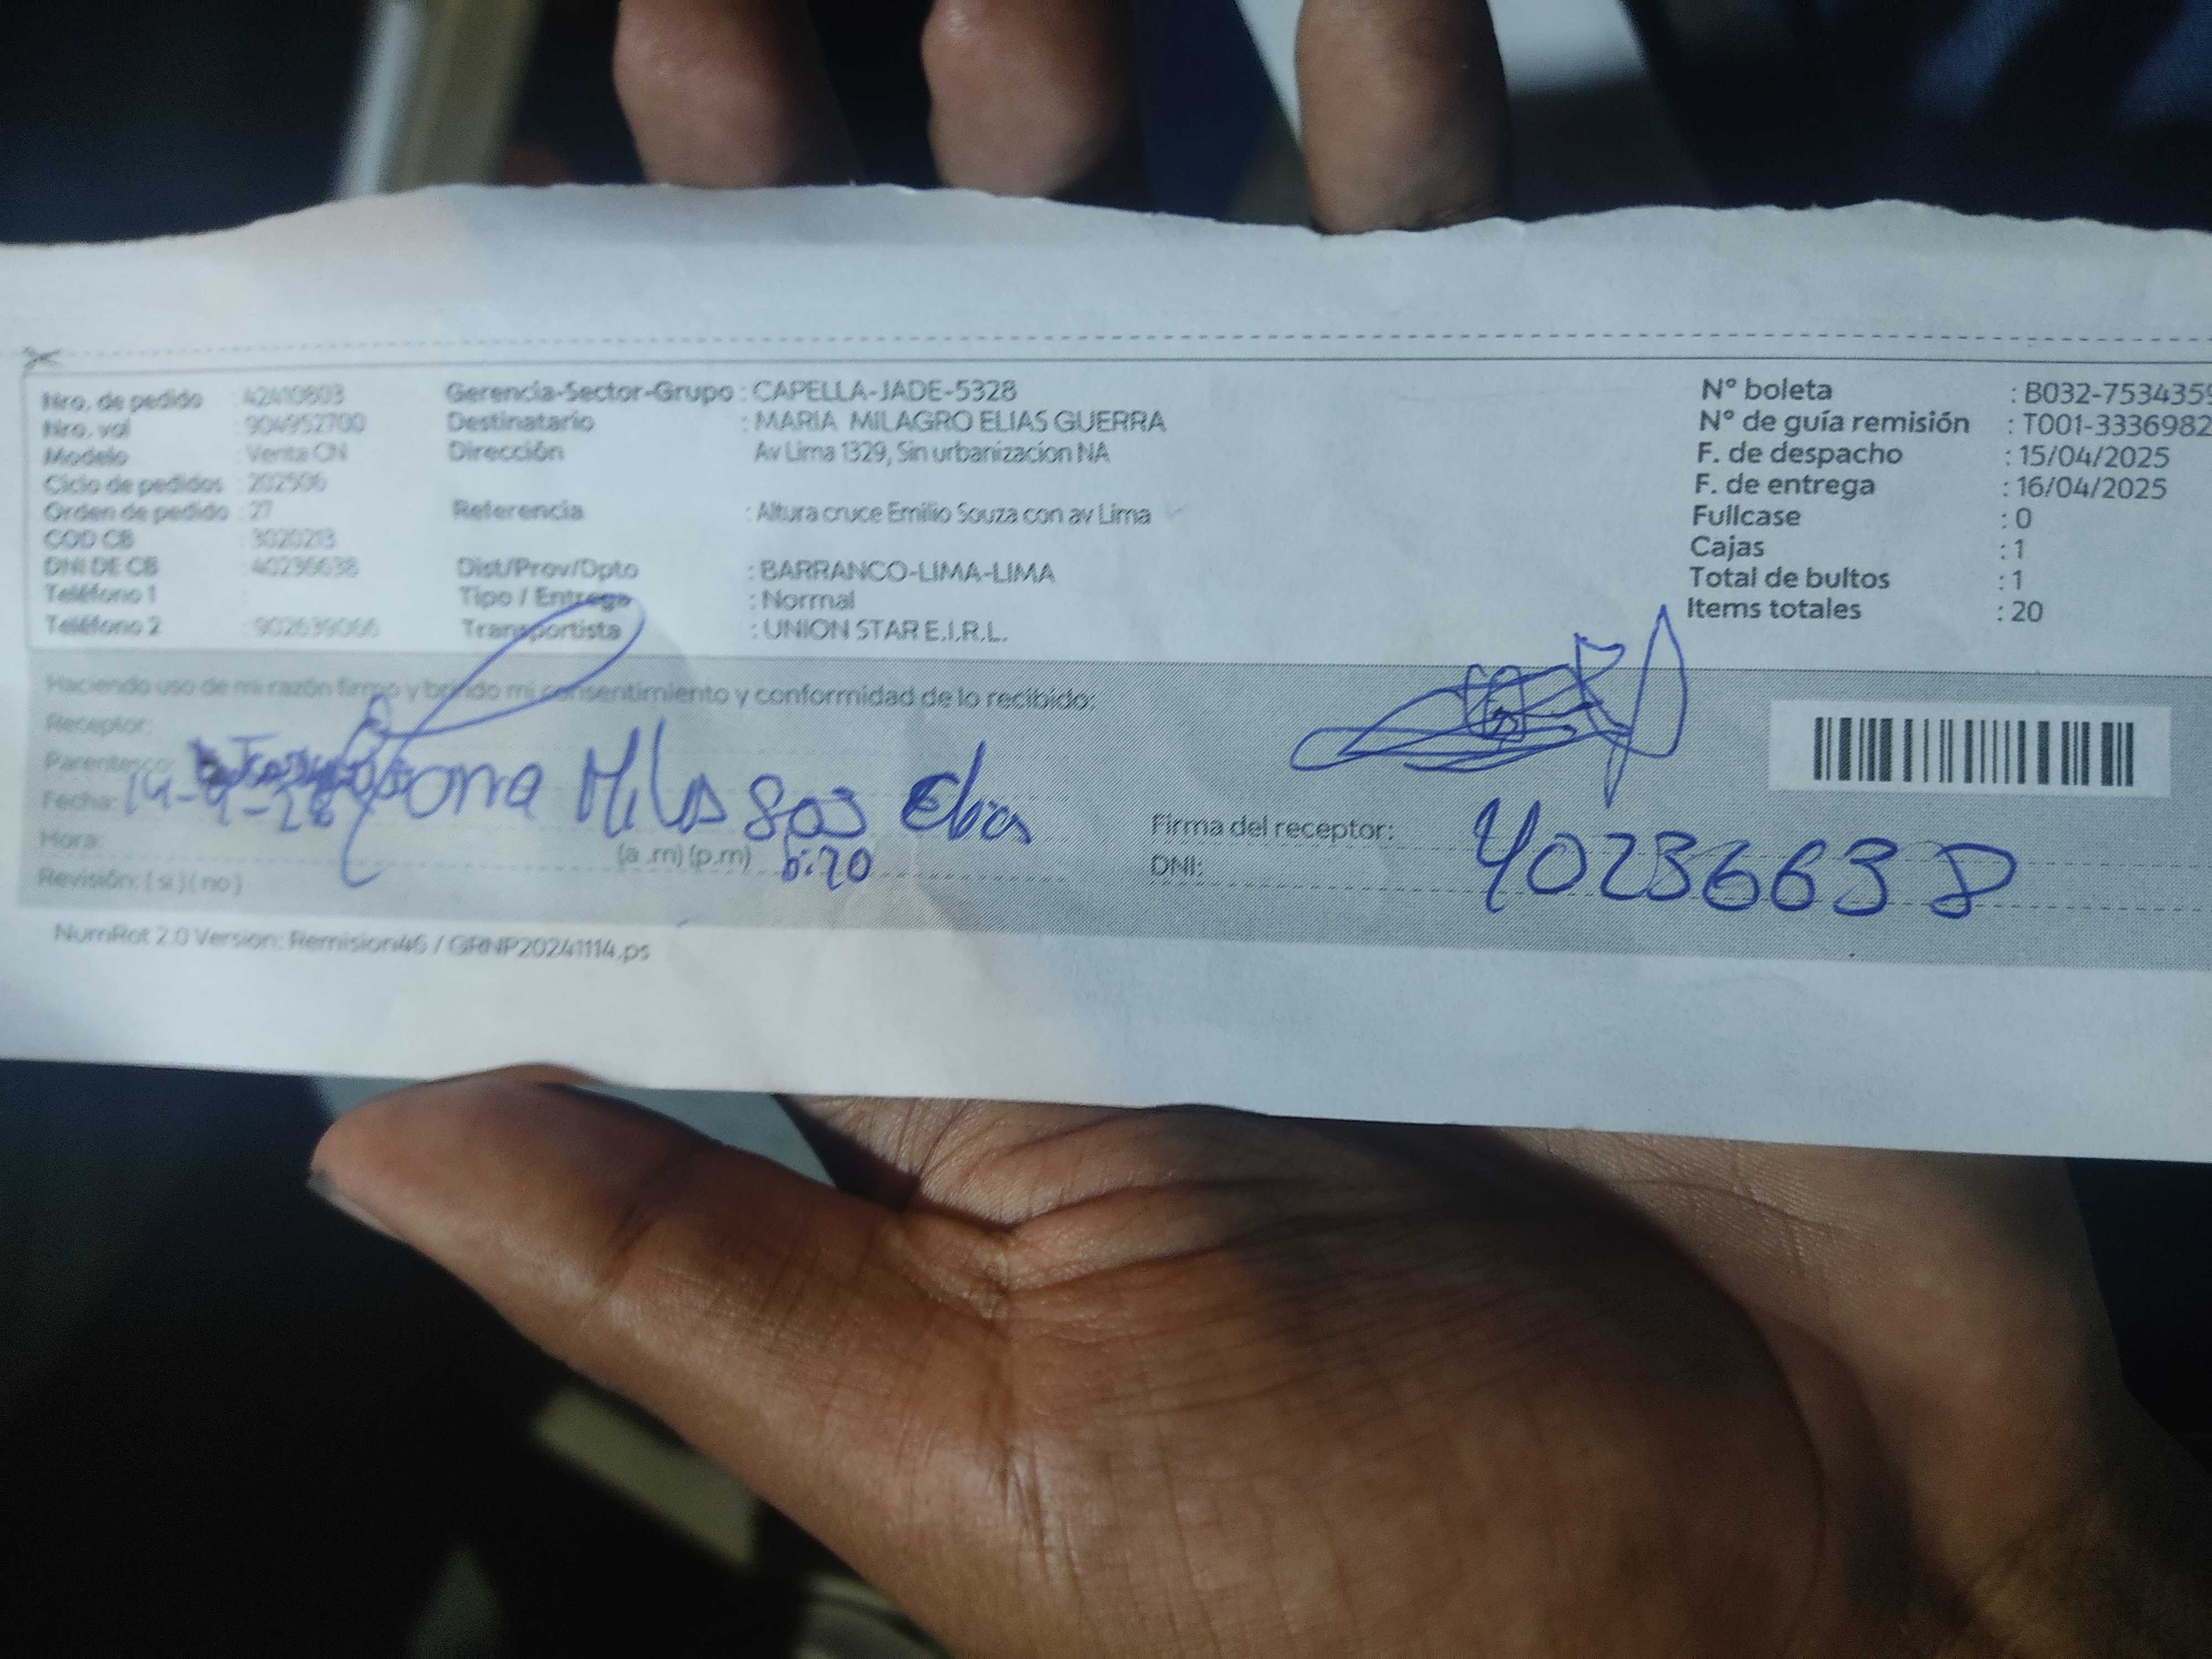 Nro. de pedido : 42410803
Nro. vol : 904952700
Modelo : Venta CN
Ciclo de pedidos : 202506
Orden de pedido : 27
COD CB : 3020213
DNI DE CB : 40236638
Teléfono 1 :
Teléfono 2 : 902639066
Gerencia-Sector-Grupo : CAPELLA-JADE-5328
Destinatario : MARIA MILAGRO ELIAS GUERRA
Dirección Av Lima 1329, Sin urbanizacion NA
Referencia : Altura cruce Emilio Souza con av Lima
Dist/Prov/Dpto : BARRANCO-LIMA-LIMA
Tipo / Entrega : Normal
Transportista : UNION STAR E.I.R.L.
N° boleta : B032-7534359
N° de guía remisión : T001-3336982
F. de despacho : 15/04/2025
F. de entrega : 16/04/2025
Fullcase : 0
Cajas : 1
Total de bultos : 1
Items totales : 20
Haciendo uso de mi razón firmo y brindo mi consentimiento y conformidad de lo recibido:
Receptor:
Parentesco:
Fecha:
Hora: (a .m) (p.m)
Revisión: ( si ) ( no )
Firma del receptor:
DNI: 40236638
NumRot 2.0 Version: Remision46 / GRNP20241114.ps